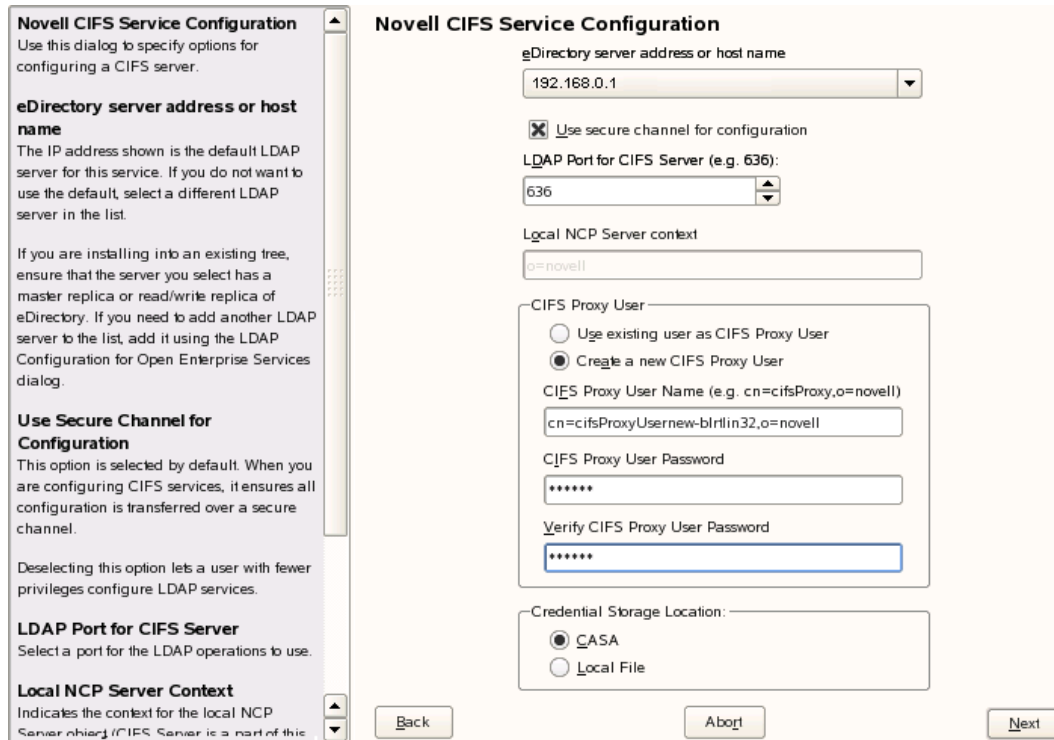 Novell CIFS Service Configuration
Use this dialog to specify options for
configuring a CIFS server.
eDirectory server address or host
name
The IP address shown is the default LDAP
server for this service. If you do not want to
use the default, select a different LDAP
server in the list.
If you are installing into an existing tree,
ensure that the server you select has a
master replica or read/write replica of
eDirectory. If you need to add another LDAP
server to the list, add it using the LDAP
Configuration for Open Enterprise Services
dialog.
Use Secure Channel for
Configuration
This option is selected by default. When you
are configuring CIFS services, it ensures all
configuration is transferred over a secure
channel.
Deselecting this option lets a user with fewer
privileges configure LDAP services.
LDAP Port for CIFS Server
Select a port for the LDAP operations to use.
Local NCP Server Context
Indicates the context for the local NCP
Server object (CIFS Server is a part of this
Novell CIFS Service Configuration
eDirectory server address or host name
192.168.0.1
Use secure channel for configuration
LDAP Port for CIFS Server (e.g. 636):
636
Local NCP Server context
o=novell
CIFS Proxy User
Use existing user as CIFS Proxy User
Create a new CIFS Proxy User
CIFS Proxy User Name (e.g. cn=cifsProxy,o=novell)
cn=cifsProxyUsernew-blrtlin32,o=novell
CIFS Proxy User Password
******
Verify CIFS Proxy User Password
******
Credential Storage Location:
CASA
Local File
Back
Abort
Next